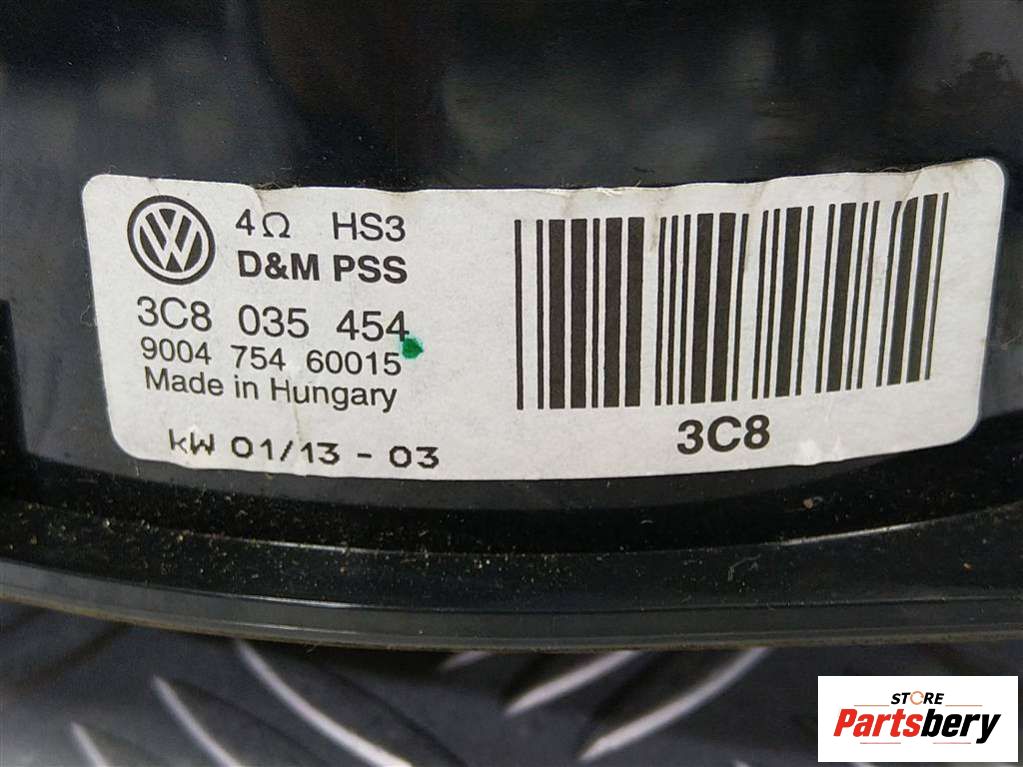 4Ω HS3
D&M PSS
3C8 035 454
9004 754 60015
Made in Hungary
KW 01/13 - 03
3C8
STORE
Partsbery